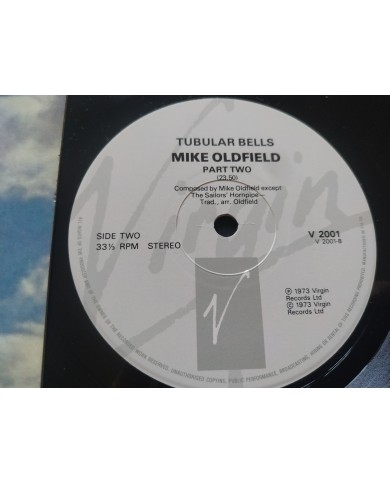 TUBULAR BELLS
MIKE OLDFIELD
PART TWO
(23.50)
Composed by Mike Oldfield except
The Sailors' Hornpipe–
Trad., arr. Oldfield
SIDE TWO
33⅓ RPM STEREO
V 2001
V 2001-B
Virgin
℗ 1973 Virgin
Records Ltd
© 1973 Virgin
Records Ltd
V